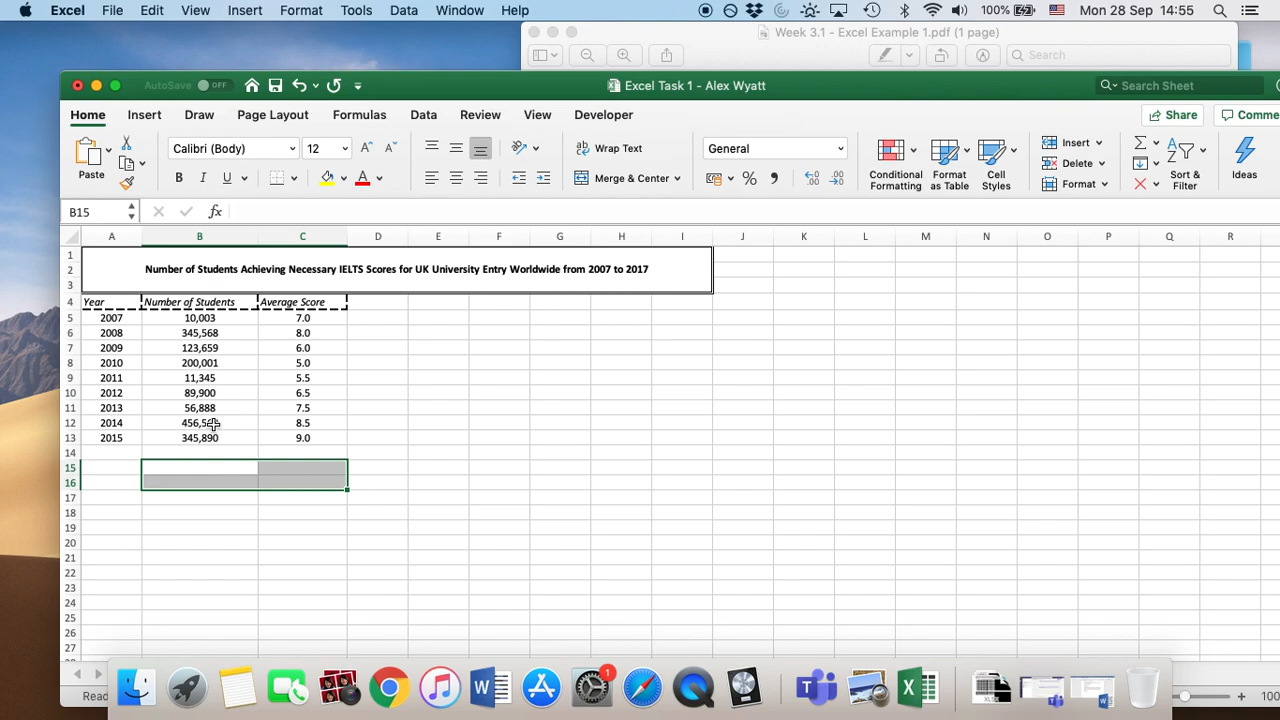 Excel File Edit View Insert Format Tools Data Window Help 100% Mon 28 Sep 14:55
Week 3.1 - Excel Example 1.pdf (1 page)
Search
AutoSave OFF Excel Task 1 - Alex Wyatt Search Sheet
Home Insert Draw Page Layout Formulas Data Review View Developer Share Comme
Paste Calibri (Body) 12 A A Wrap Text General Insert
B I U A Merge & Center % Conditional Formatting Format as Table Cell Styles Delete Format Sort & Filter Ideas
B15 fx
A B C D E F G H I J K L M N O P Q R
1
2 Number of Students Achieving Necessary IELTS Scores for UK University Entry Worldwide from 2007 to 2017
3
4 Year Number of Students Average Score
5 2007 10,003 7.0
6 2008 345,568 8.0
7 2009 123,659 6.0
8 2010 200,001 5.0
9 2011 11,345 5.5
10 2012 89,900 6.5
11 2013 56,888 7.5
12 2014 8.5
13 2015 345,890 9.0
14
15
16
17
18
19
20
21
22
23
24
25
26
27
Read 100